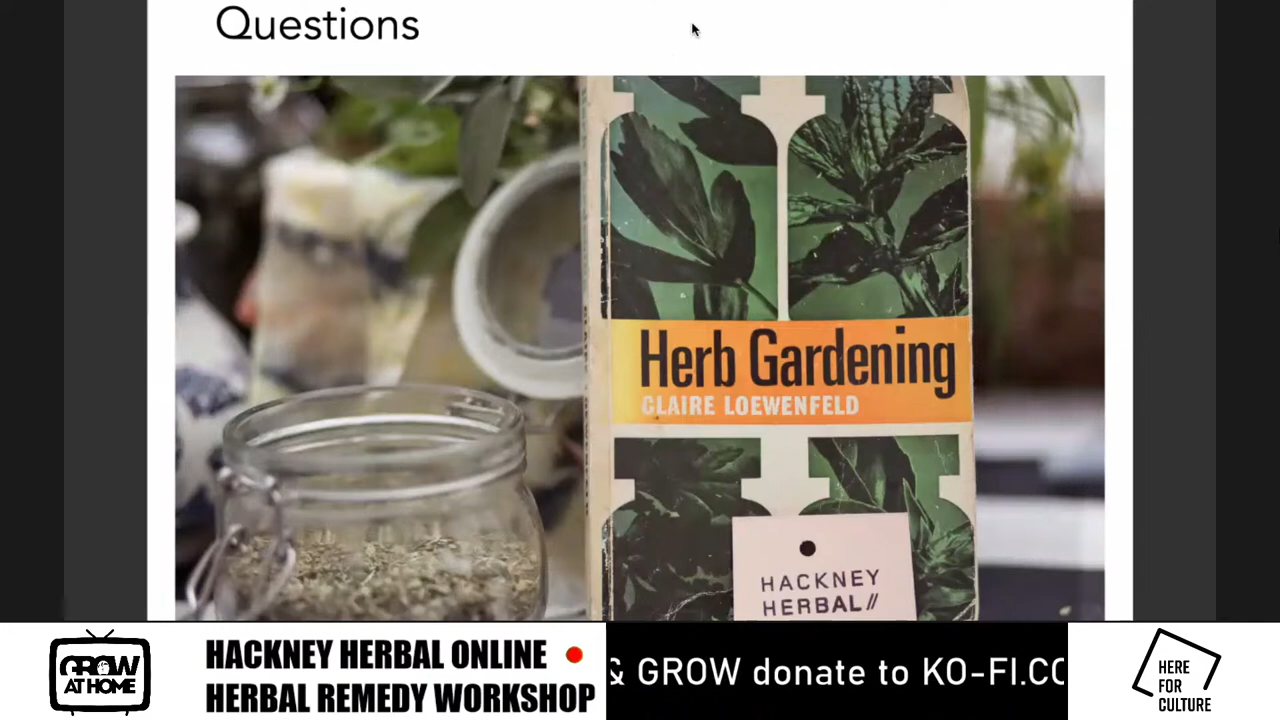 Questions
Herb Gardening
CLAIRE LOEWENFELD
HACKNEY
HERBAL//
GROW
AT HOME
HACKNEY HERBAL ONLINE
HERBAL REMEDY WORKSHOP
& GROW donate to KO-FI.CO
HERE
FOR
CULTURE